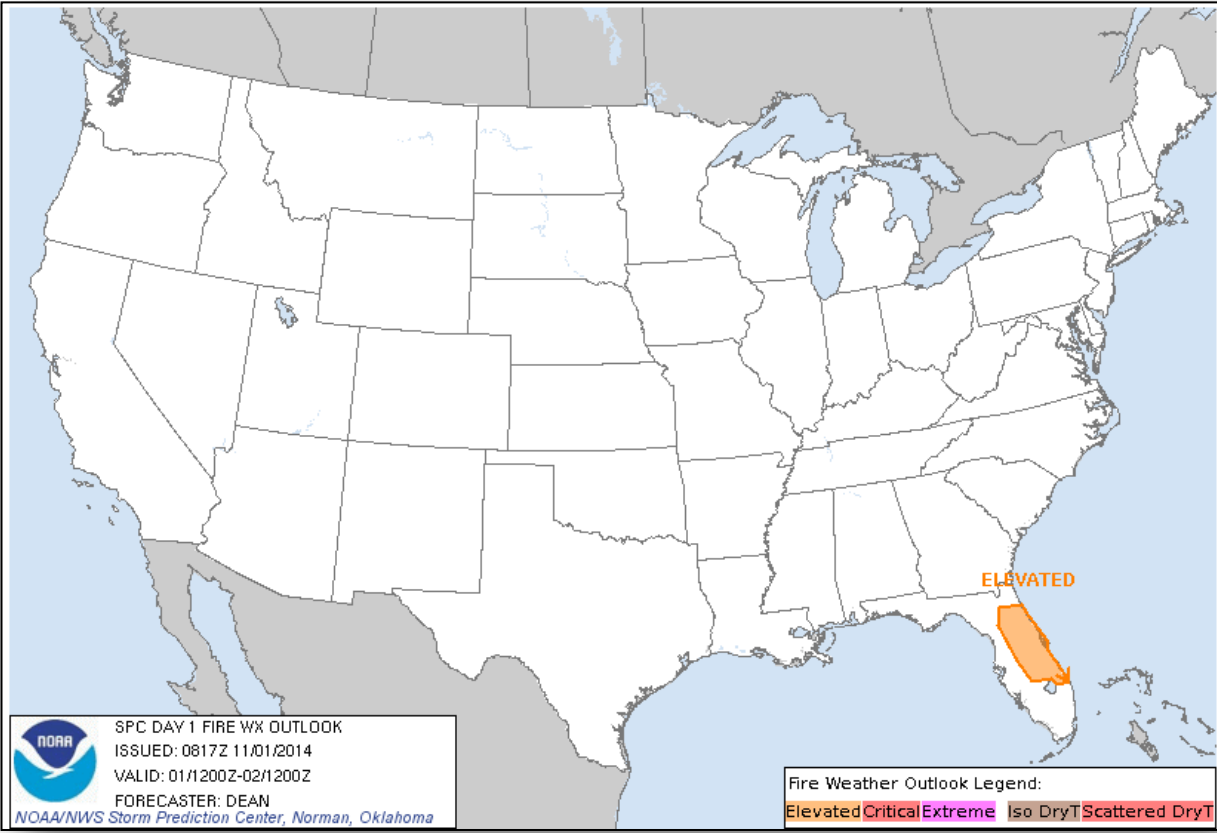 ELEVATED
NOAA
SPC DAY 1 FIRE WX OUTLOOK
ISSUED: 0817Z 11/01/2014
VALID: 01/1200Z-02/1200Z
FORECASTER: DEAN
NOAA/NWS Storm Prediction Center, Norman, Oklahoma
Fire Weather Outlook Legend:
Elevated Critical Extreme Iso DryT Scattered DryT